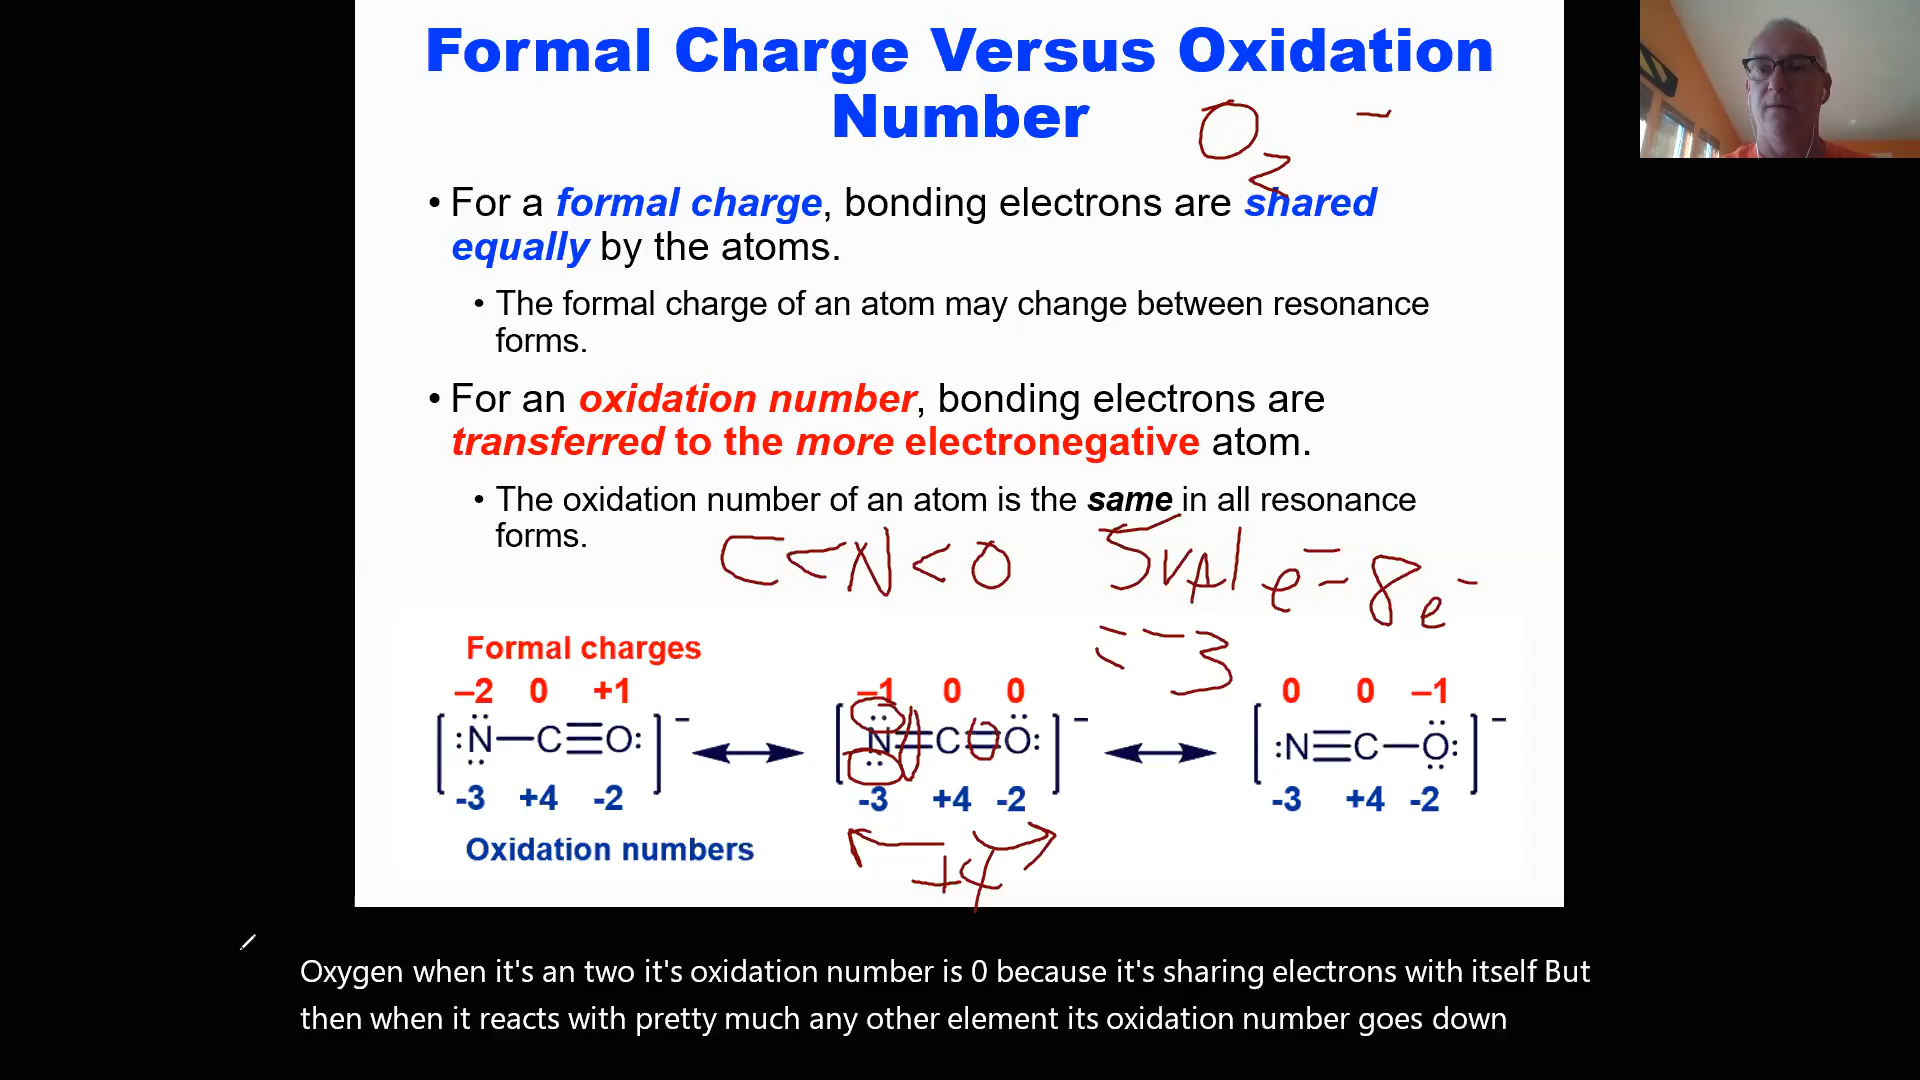 Formal Charge Versus Oxidation
Number
O2 -
• For a formal charge, bonding electrons are shared
equally by the atoms.
• The formal charge of an atom may change between resonance
forms.
• For an oxidation number, bonding electrons are
transferred to the more electronegative atom.
• The oxidation number of an atom is the same in all resonance
forms.
C < N < O 5 val e- - 8e-
= -3
Formal charges
–2 0 +1 –1 0 0 0 0 –1
[:N—C≡O:]– [N=C=O:]– [:N≡C—O:]–
-3 +4 -2 -3 +4 -2 -3 +4 -2
Oxidation numbers
+4
Oxygen when it's an two it's oxidation number is 0 because it's sharing electrons with itself But
then when it reacts with pretty much any other element its oxidation number goes down